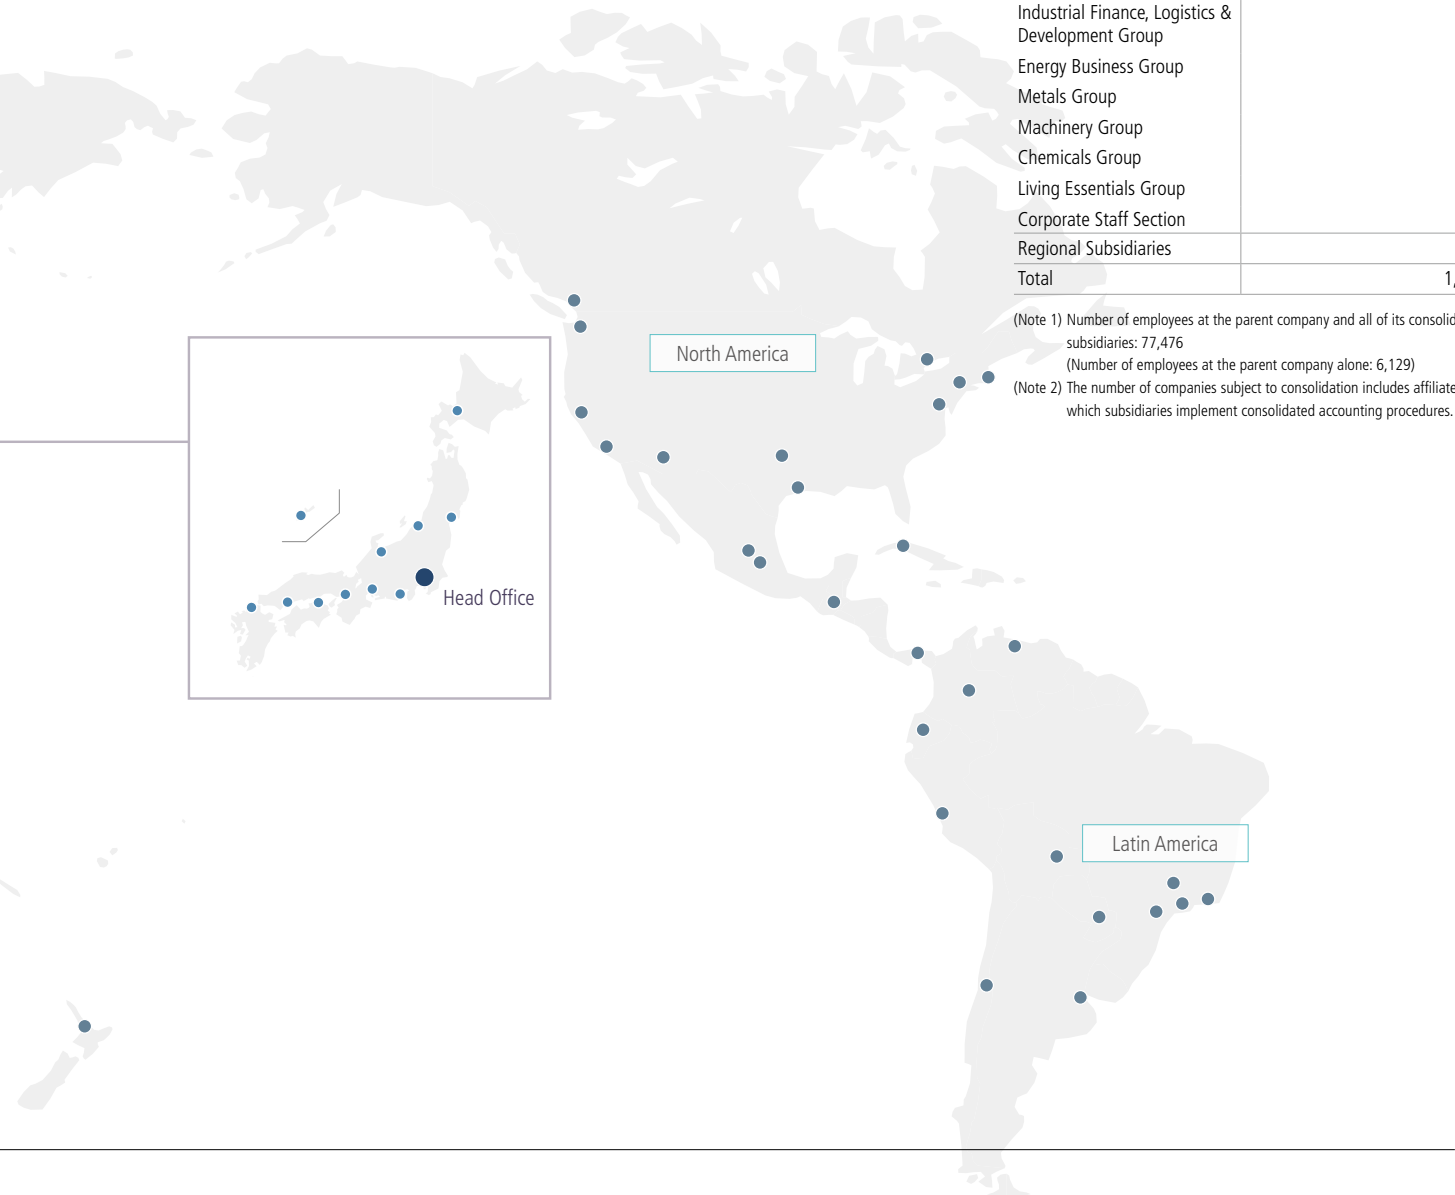 Industrial Finance, Logistics &
Development Group
Energy Business Group
Metals Group
Machinery Group
Chemicals Group
Living Essentials Group
Corporate Staff Section
Regional Subsidiaries
Total 1,
(Note 1) Number of employees at the parent company and all of its consolid
subsidiaries: 77,476
(Number of employees at the parent company alone: 6,129)
(Note 2) The number of companies subject to consolidation includes affiliate
which subsidiaries implement consolidated accounting procedures.
North America
Head Office
Latin America